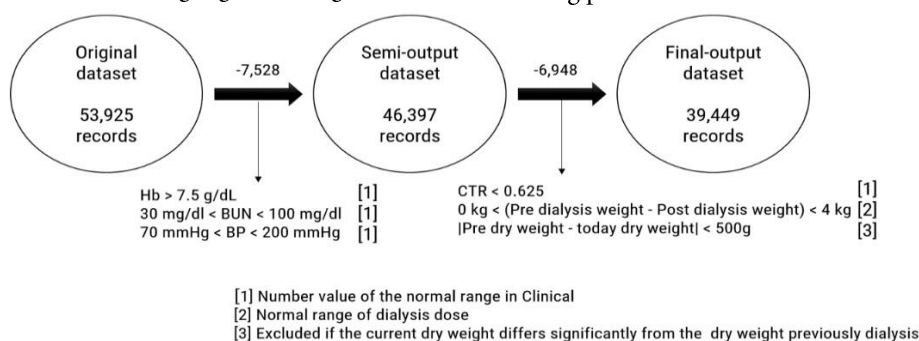 Original
dataset
53,925
records
-7,528
Semi-output
dataset
46,397
records
-6,948
Final-output
dataset
39,449
records
Hb > 7.5 g/dL [1]
30 mg/dl < BUN < 100 mg/dl [1]
70 mmHg < BP < 200 mmHg [1]
CTR < 0.625 [1]
0 kg < (Pre dialysis weight - Post dialysis weight) < 4 kg [2]
|Pre dry weight - today dry weight| < 500g [3]
[1] Number value of the normal range in Clinical
[2] Normal range of dialysis dose
[3] Excluded if the current dry weight differs significantly from the dry weight previously dialysis